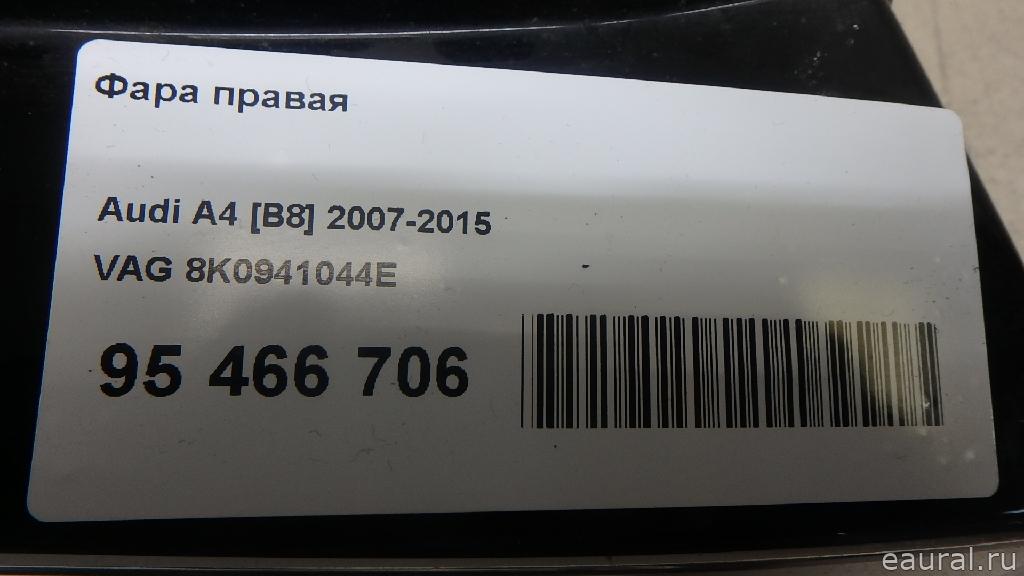 Фара правая
Audi A4 [B8] 2007-2015
VAG 8K0941044E
95 466 706
eaural.ru